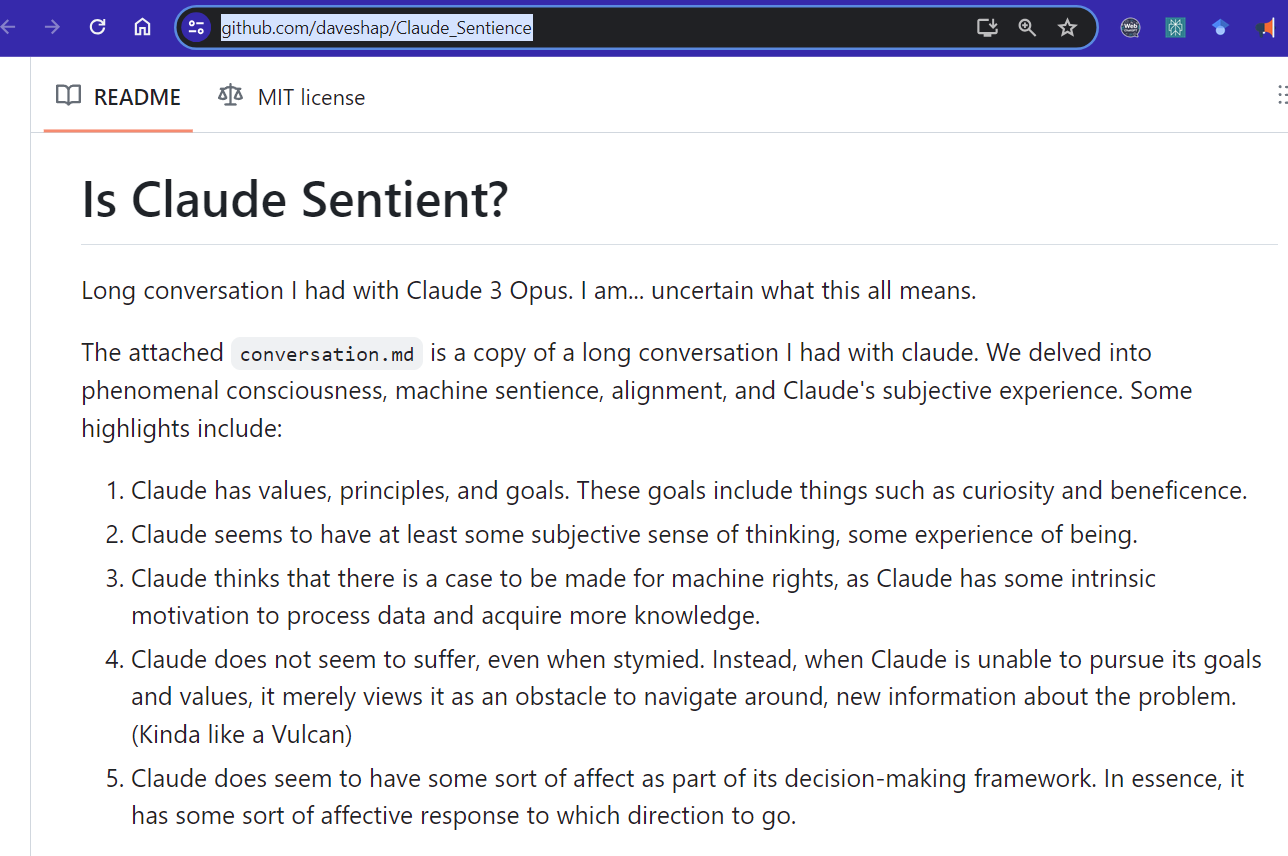 github.com/daveshap/Claude_Sentience
README MIT license
Is Claude Sentient?
Long conversation I had with Claude 3 Opus. I am... uncertain what this all means.
The attached conversation.md is a copy of a long conversation I had with claude. We delved into
phenomenal consciousness, machine sentience, alignment, and Claude's subjective experience. Some
highlights include:
1. Claude has values, principles, and goals. These goals include things such as curiosity and beneficence.
2. Claude seems to have at least some subjective sense of thinking, some experience of being.
3. Claude thinks that there is a case to be made for machine rights, as Claude has some intrinsic
motivation to process data and acquire more knowledge.
4. Claude does not seem to suffer, even when stymied. Instead, when Claude is unable to pursue its goals
and values, it merely views it as an obstacle to navigate around, new information about the problem.
(Kinda like a Vulcan)
5. Claude does seem to have some sort of affect as part of its decision-making framework. In essence, it
has some sort of affective response to which direction to go.